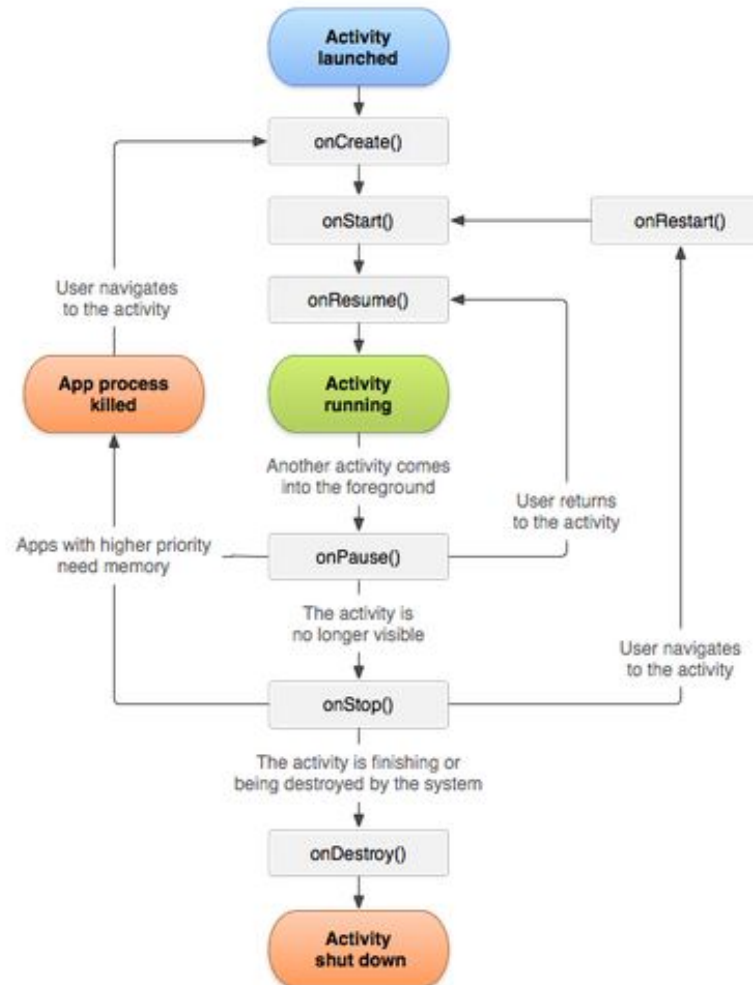 Activity
launched
onCreate()
onStart()
onRestart()
User navigates
to the activity
onResume()
App process
killed
Activity
running
Another activity comes
into the foreground
User returns
to the activity
Apps with higher priority
need memory
onPause()
The activity is
no longer visible
User navigates
to the activity
onStop()
The activity is finishing or
being destroyed by the system
onDestroy()
Activity
shut down